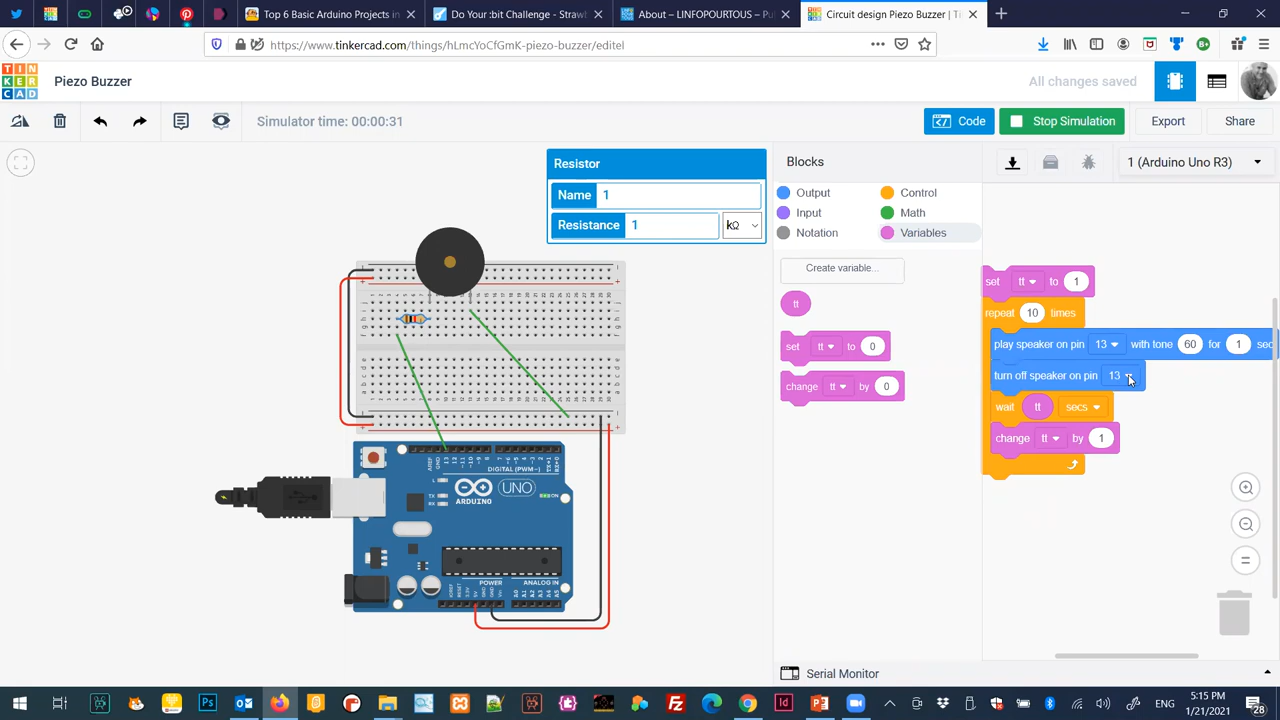 Top 6 Basic Arduino Projects in
Do Your :bit Challenge - Strawb
About – LINFOPOURTOUS – Pu
Circuit design Piezo Buzzer | Ti
https://www.tinkercad.com/things/hLmcYoCfGmK-piezo-buzzer/editel
TIN
KER
CAD
Piezo Buzzer
All changes saved
Simulator time: 00:00:31
Code
Stop Simulation
Export
Share
Resistor
Name 1
Resistance 1 kΩ
Blocks
1 (Arduino Uno R3)
Output
Control
Input
Math
Notation
Variables
Create variable...
tt
set tt to 0
change tt by 0
set tt to 1
repeat 10 times
play speaker on pin 13 with tone 60 for 1 sec
turn off speaker on pin 13
wait tt secs
change tt by 1
DIGITAL (PWM~)
UNO
ARDUINO
POWER
ANALOG IN
Serial Monitor
ENG
5:15 PM
1/21/2021
28